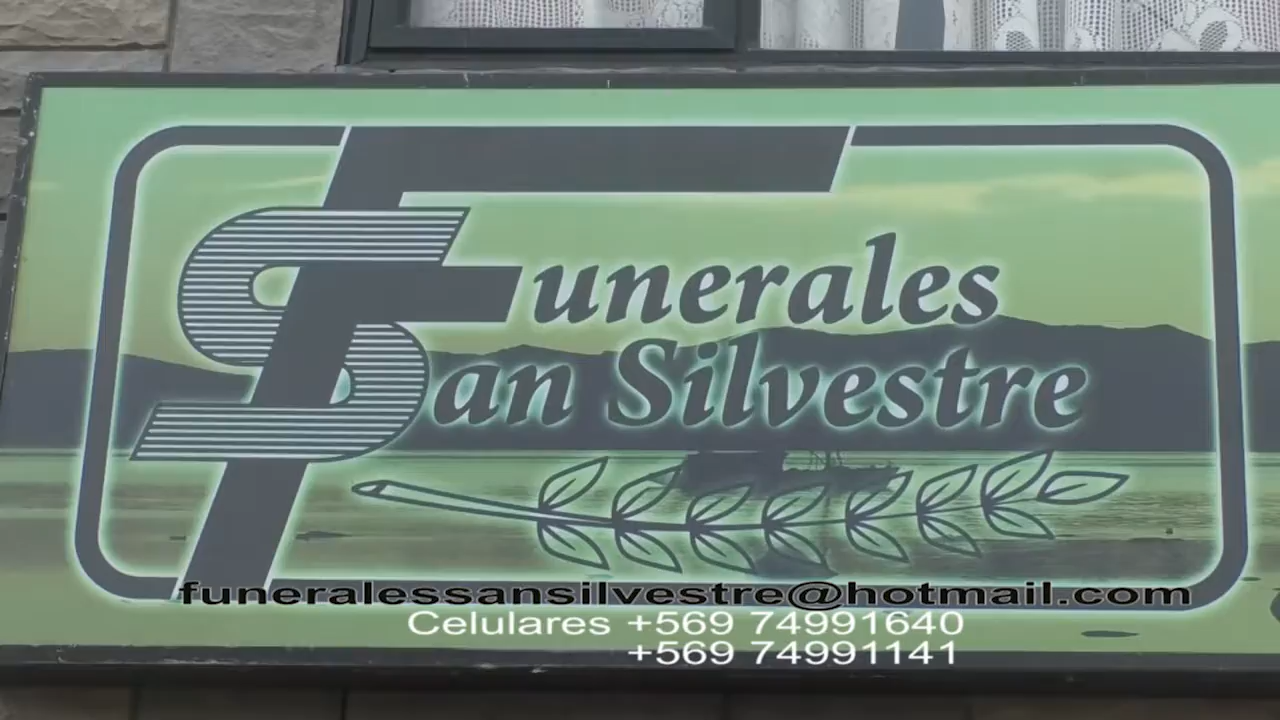 Funerales
San Silvestre
funeralessansilvestre@hotmail.com
Celulares +569 74991640
+569 74991141